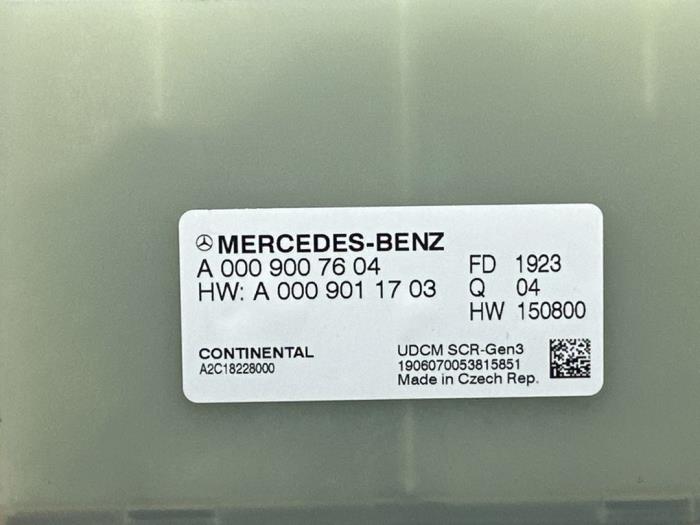 MERCEDES-BENZ
A 000 900 76 04 FD 1923
HW: A 000 901 17 03 Q 04
HW 150800
CONTINENTAL UDCM SCR-Gen3
A2C18228000 1906070053815851
Made in Czech Rep.